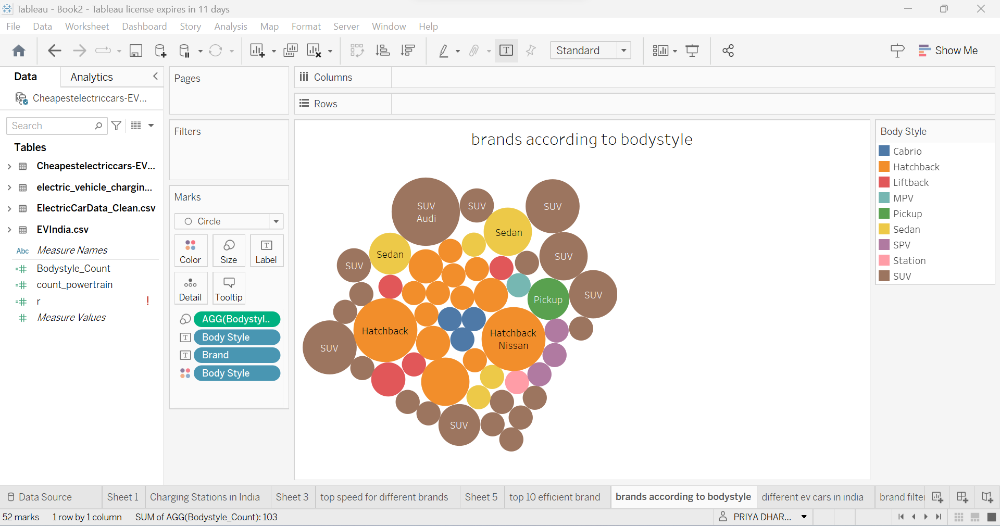 Tableau - Book2 - Tableau license expires in 11 days
File Data Worksheet Dashboard Story Analysis Map Format Server Window Help
T Standard Show Me
Data Analytics
Cheapestelectriccars-EV...
Search
Tables
Cheapestelectriccars-EV...
electric_vehicle_chargin...
ElectricCarData_Clean.csv
EVIndia.csv
Abc Measure Names
Bodystyle_Count
count_powertrain
r !
Measure Values
Pages
Filters
Marks
Circle
Color Size Label
Detail Tooltip
AGG(Bodystyl..
Body Style
Brand
Body Style
Columns
Rows
brands according to bodystyle
SUV
Audi
SUV
SUV
Sedan
Sedan
SUV
SUV
SUV
Pickup
Hatchback
Hatchback
Nissan
SUV
SUV
Body Style
Cabrio
Hatchback
Liftback
MPV
Pickup
Sedan
SPV
Station
SUV
Data Source Sheet 1 Charging Stations in India Sheet 3 top speed for different brands Sheet 5 top 10 efficient brand brands according to bodystyle different ev cars in india brand filter
52 marks 1 row by 1 column SUM of AGG(Bodystyle_Count): 103 PRIYA DHAR...